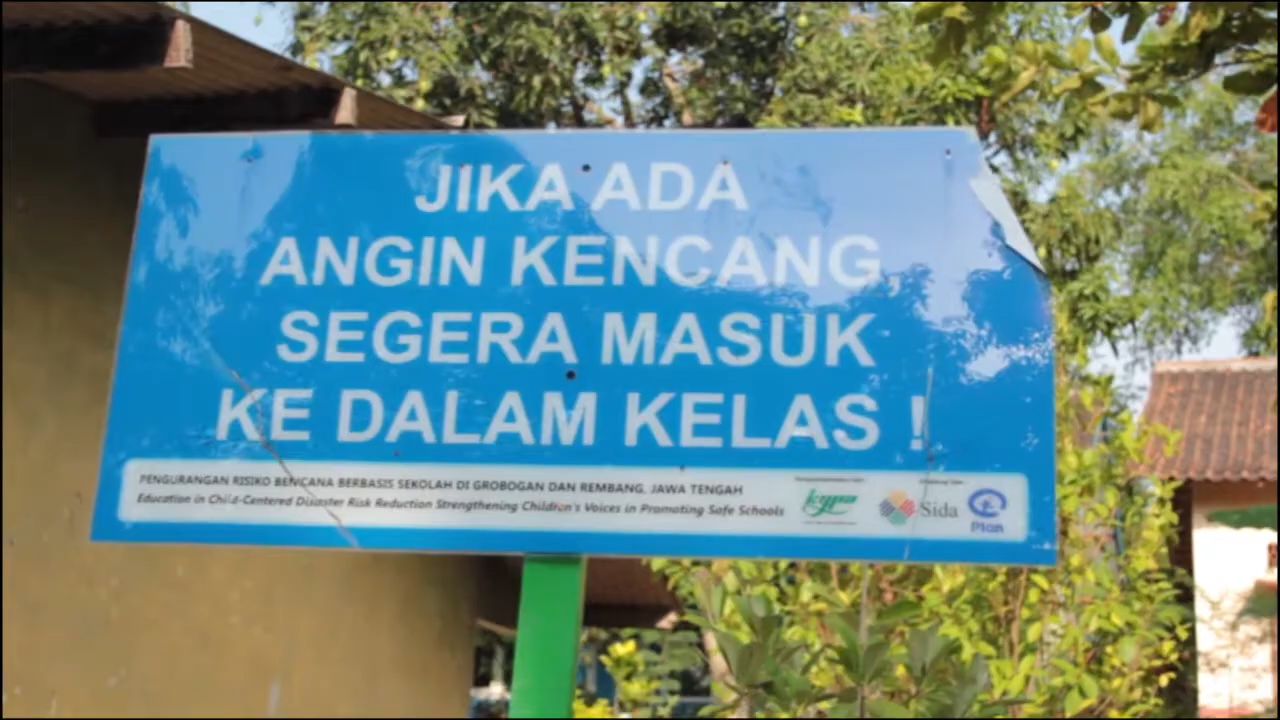 JIKA ADA
ANGIN KENCANG
SEGERA MASUK
KE DALAM KELAS !
PENGURANGAN RISIKO BENCANA BERBASIS SEKOLAH DI GROBOGAN DAN REMBANG, JAWA TENGAH
Education in Child-Centered Disaster Risk Reduction Strengthening Children's Voices in Promoting Safe Schools
Sida
Plan